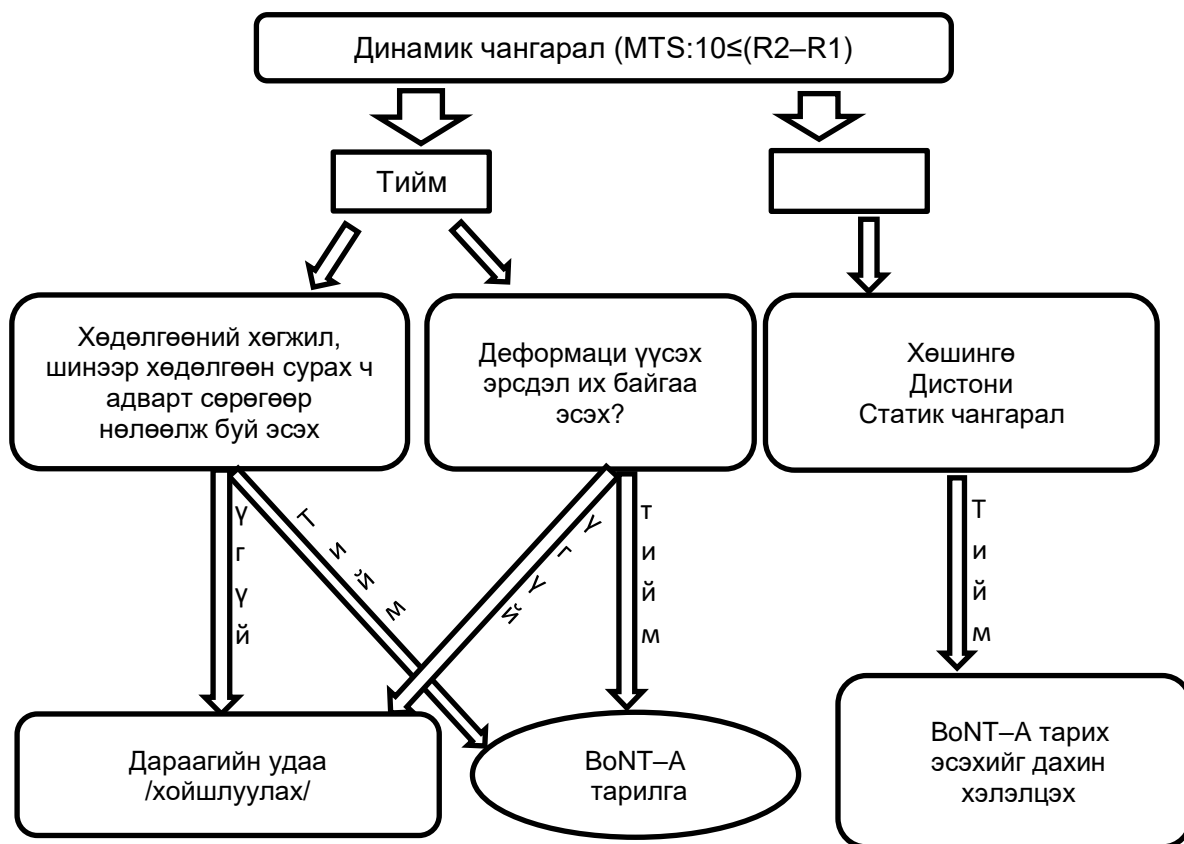 Динамик чангарал (MTS:10≤(R2–R1)
Тийм
Хөдөлгөөний хөгжил,
шинээр хөдөлгөөн сурах ч
адварт сөрөгөөр
нөлөөлж буй эсэх
Деформаци үүсэх
эрсдел их байгаа
эсэх?
Хөшингө
Дистони
Статик чангарал
үгүй
Тийм
үгүй
тийм
Тийм
Дараагийн удаа
/хойшлуулах/
BoNT–A
тарилга
BoNT–A тарих
эсэхийг дахин
хэлэлцэх